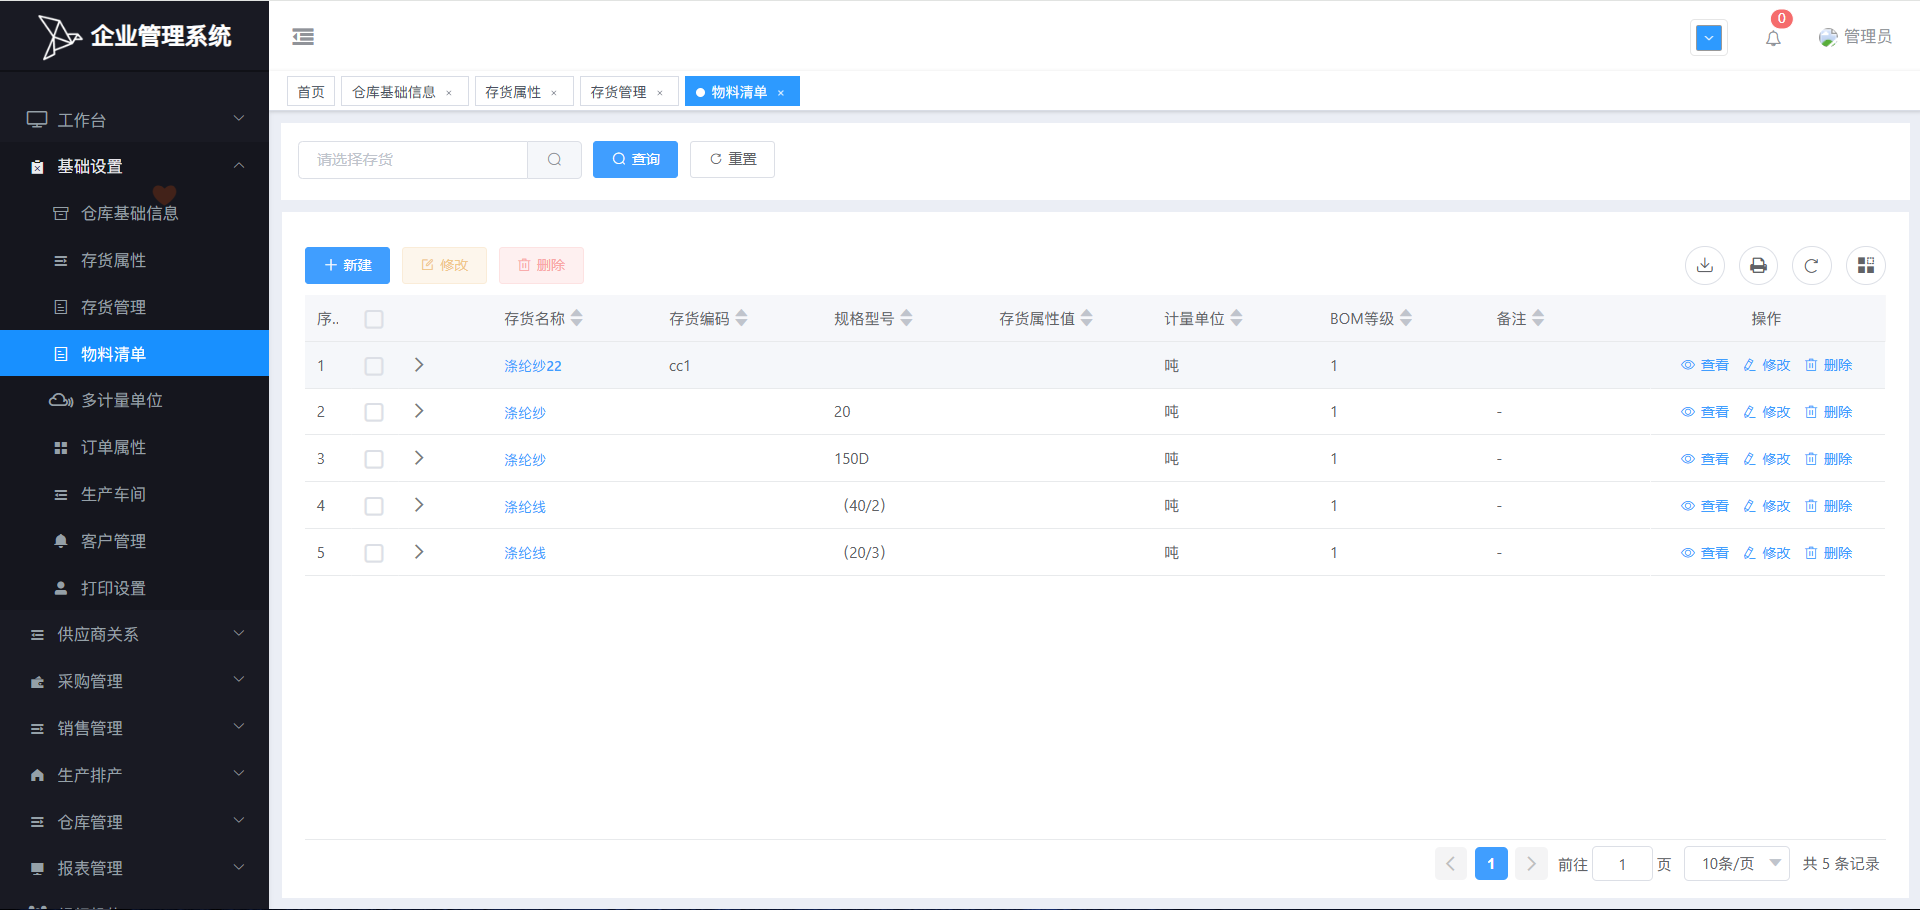 企业管理系统
0
管理员
首页 仓库基础信息 × 存货属性 × 存货管理 × 物料清单 ×
工作台
基础设置
仓库基础信息
存货属性
存货管理
物料清单
多计量单位
订单属性
生产车间
客户管理
打印设置
供应商关系
采购管理
销售管理
生产排产
仓库管理
报表管理
请选择存货 查询 重置
新建 修改 删除
序.. 存货名称 存货编码 规格型号 存货属性值 计量单位 BOM等级 备注 操作
1 涤纶纱22 cc1 吨 1 查看 修改 删除
2 涤纶纱 20 吨 1 - 查看 修改 删除
3 涤纶纱 150D 吨 1 - 查看 修改 删除
4 涤纶线 （40/2） 吨 1 - 查看 修改 删除
5 涤纶线 （20/3） 吨 1 - 查看 修改 删除
1 前往 1 页 10条/页 共 5 条记录